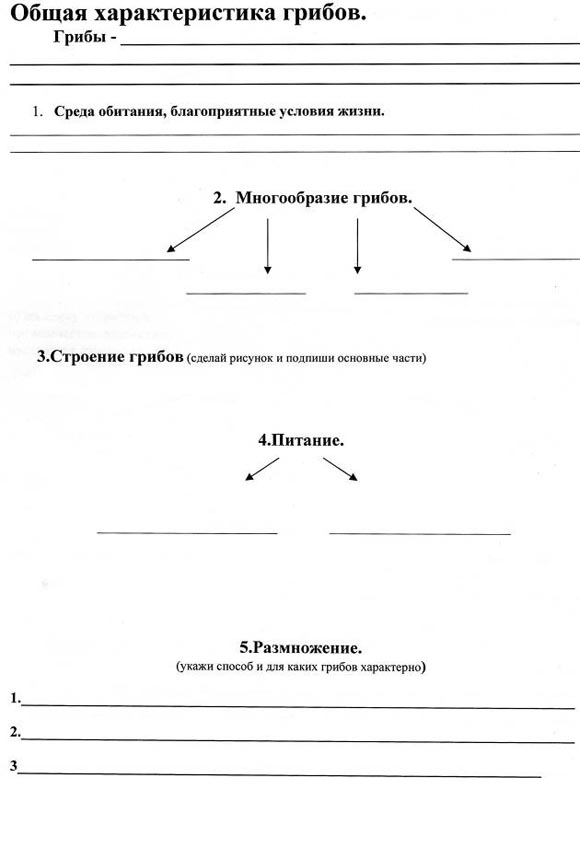 Общая характеристика грибов.
Грибы -
1. Среда обитания, благоприятные условия жизни.
2. Многообразие грибов.
3.Строение грибов (сделай рисунок и подпиши основные части)
4.Питание.
5.Размножение.
(укажи способ и для каких грибов характерно)
1.
2.
3